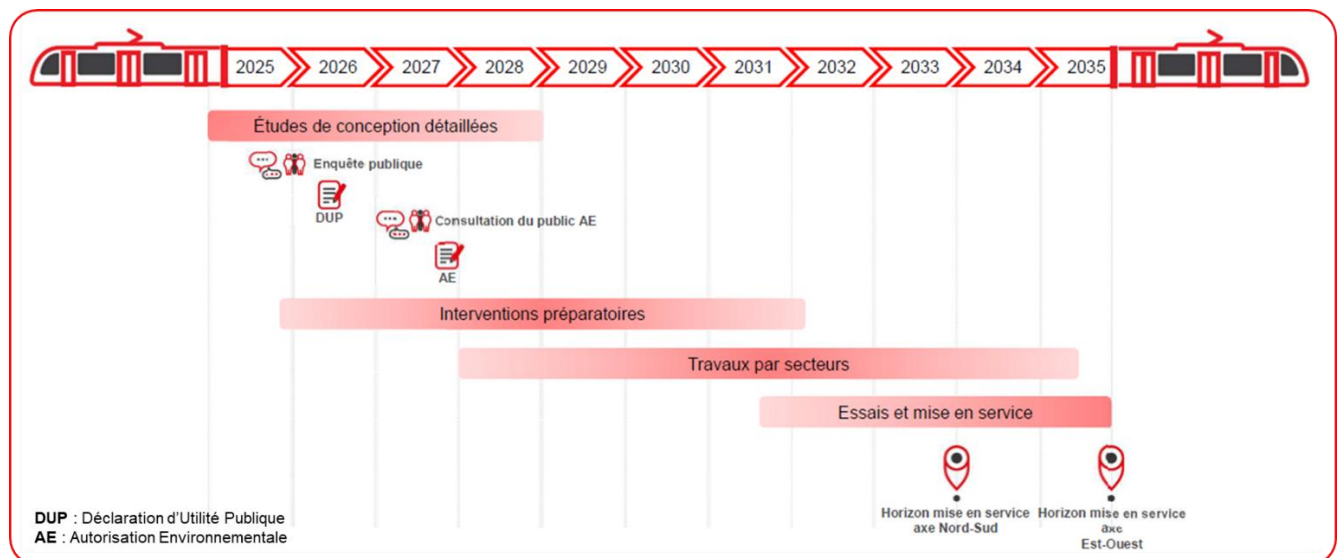 2025 2026 2027 2028 2029 2030 2031 2032 2033 2034 2035
Études de conception détaillées
Enquête publique
DUP
Consultation du public AE
AE
Interventions préparatoires
Travaux par secteurs
Essais et mise en service
Horizon mise en service
axe Nord-Sud
Horizon mise en service
axe
Est-Ouest
DUP : Déclaration d'Utilité Publique
AE : Autorisation Environnementale